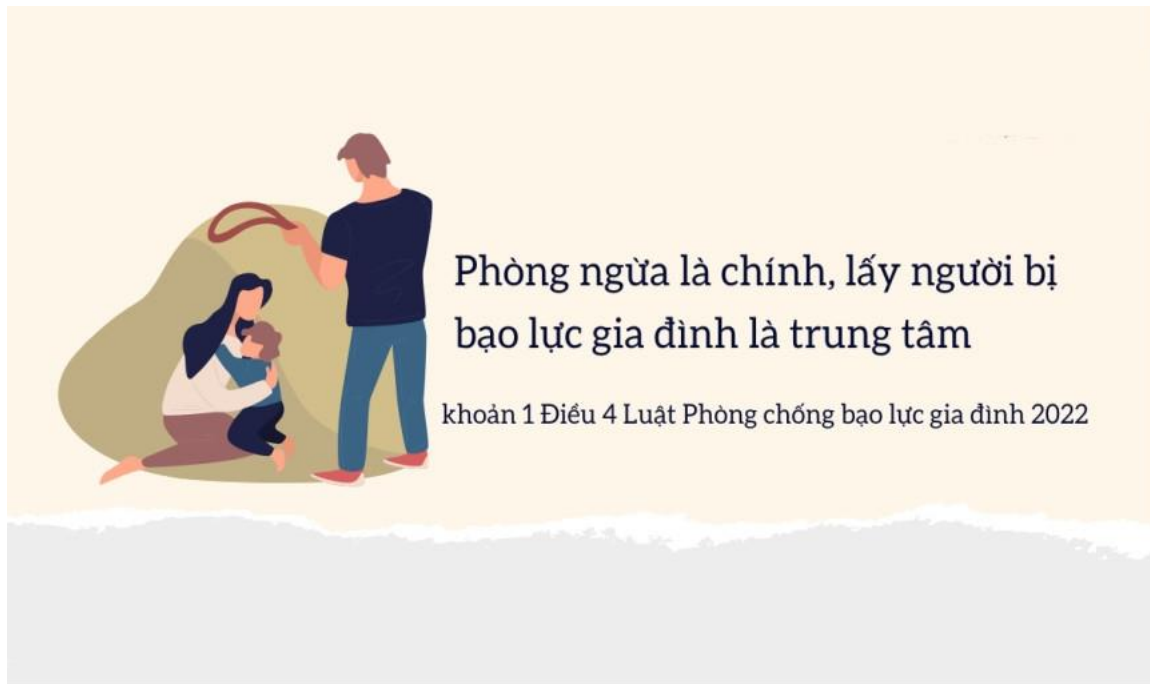 Phòng ngừa là chính, lấy người bị
bạo lực gia đình là trung tâm
khoản 1 Điều 4 Luật Phòng chống bạo lực gia đình 2022